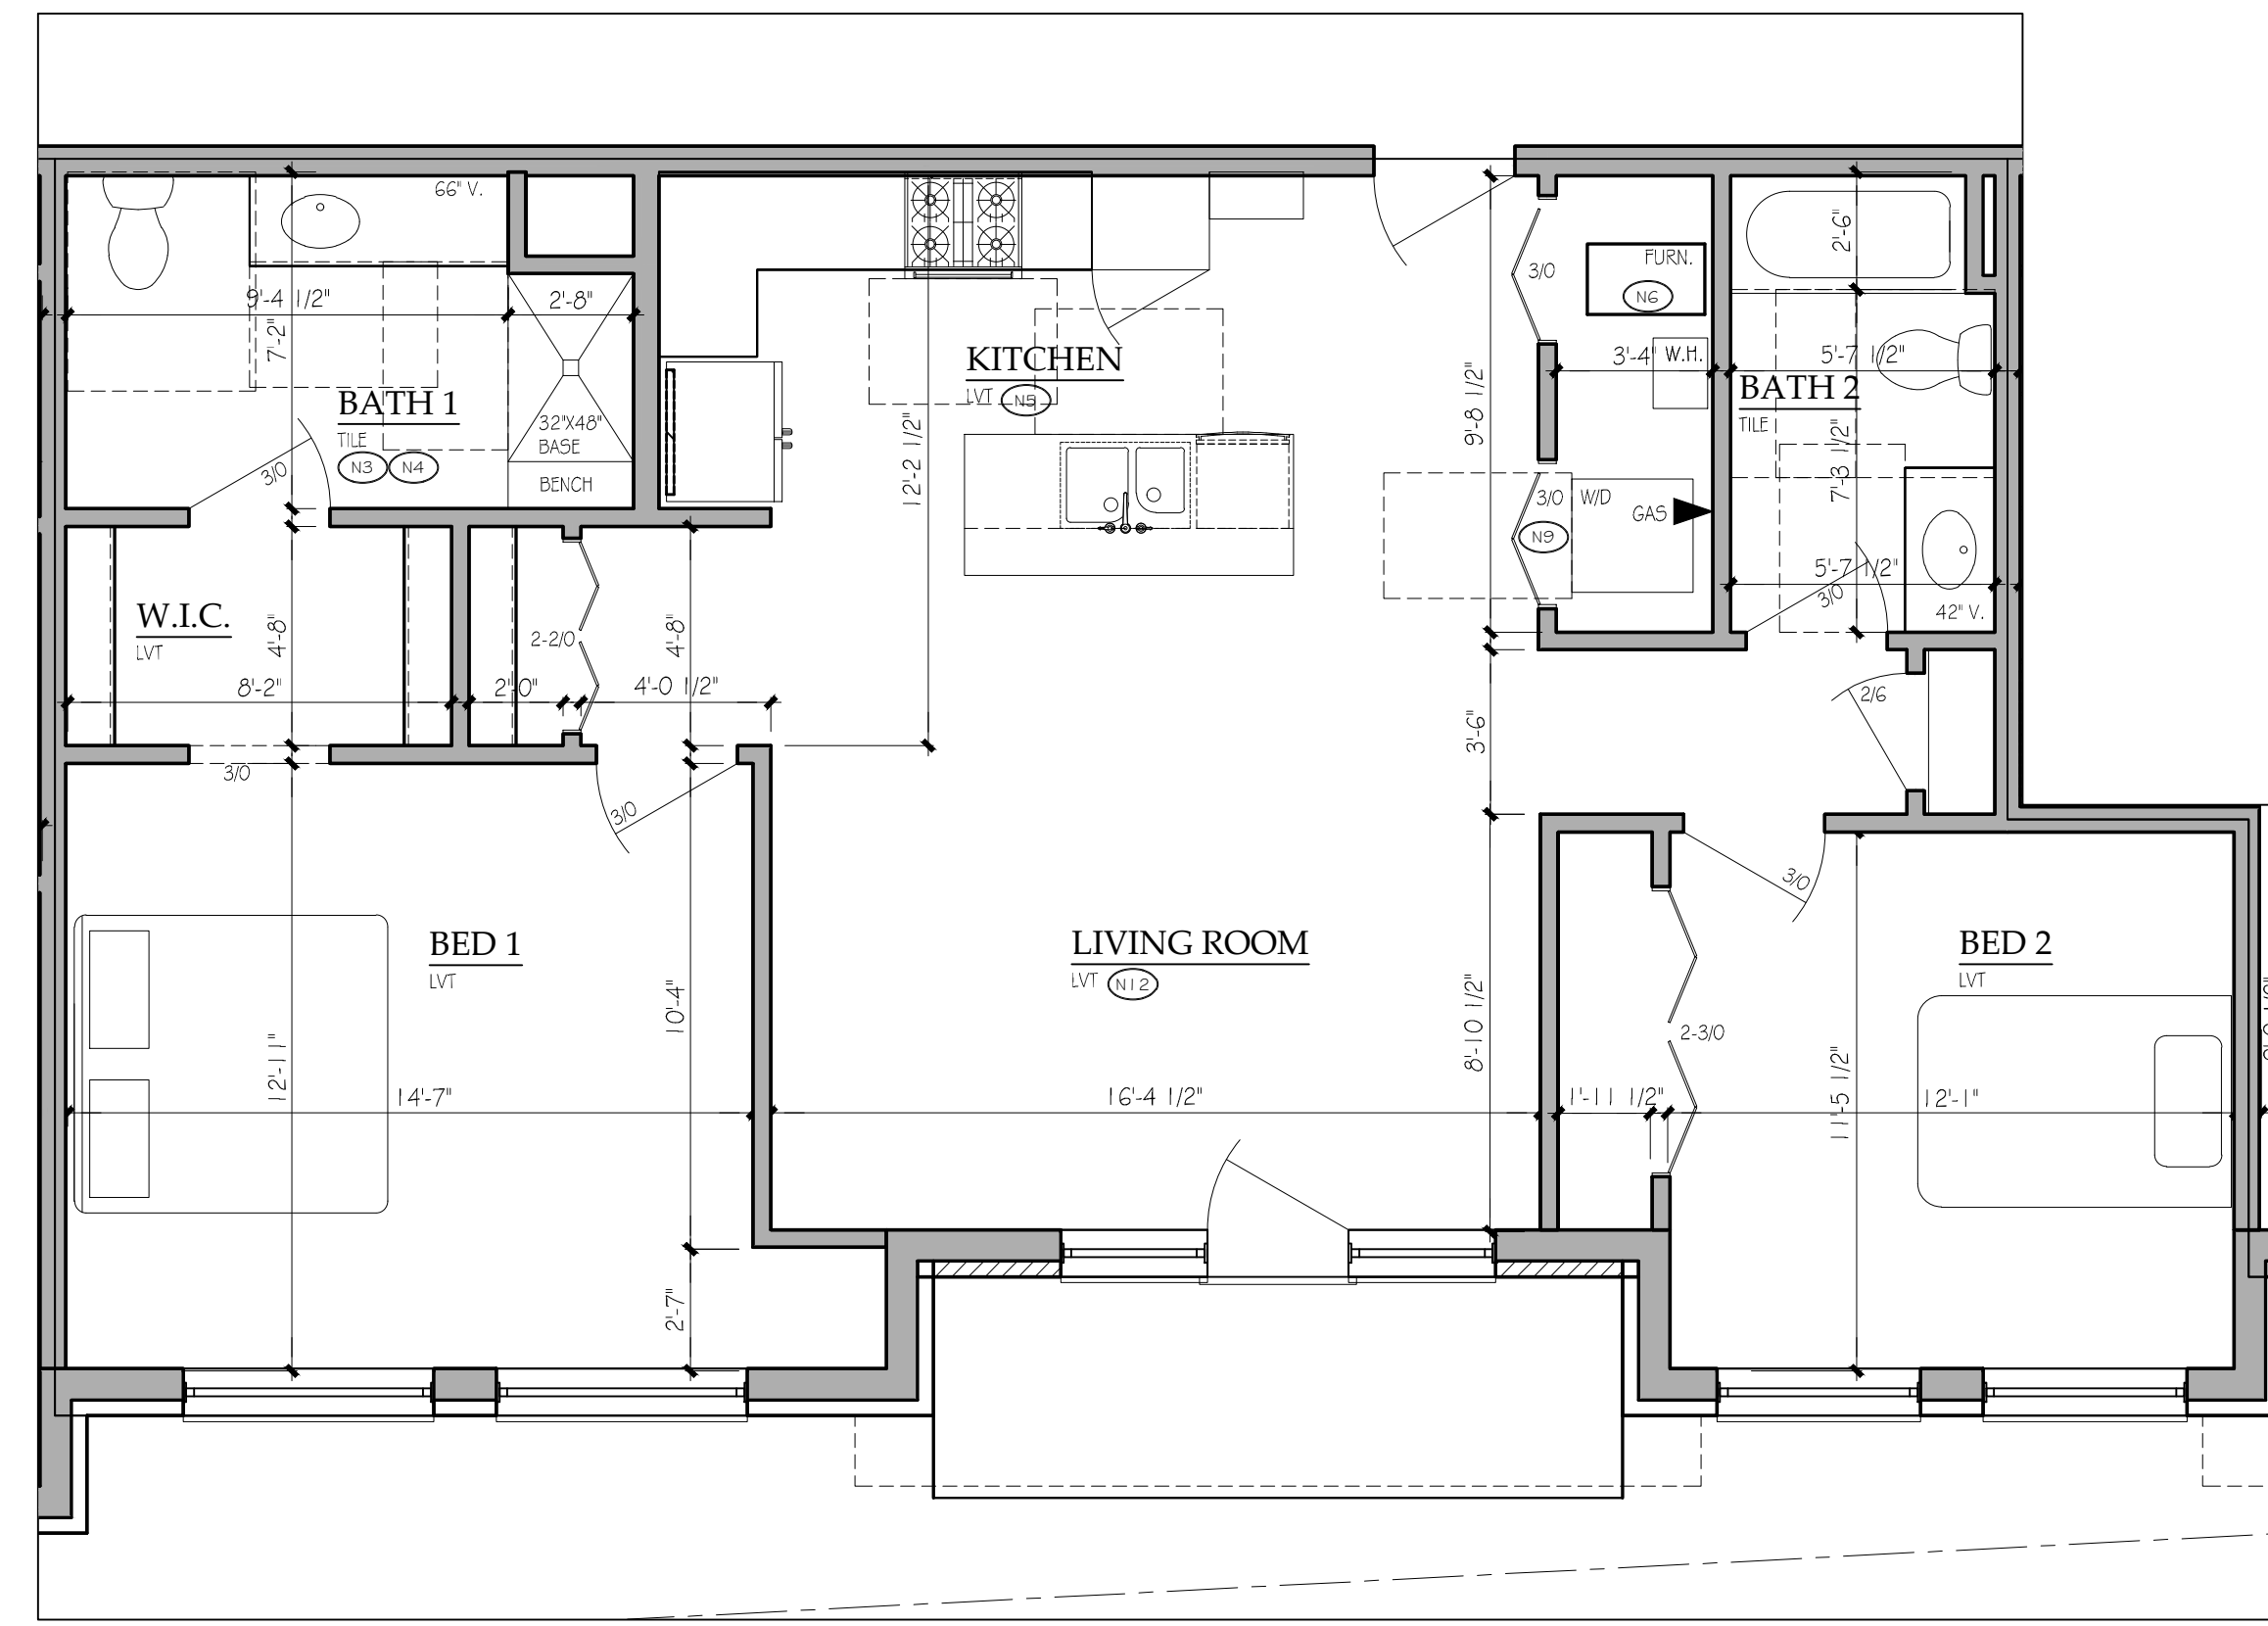 66" V.
9'-4 1/2"
2'-8"
7'-2"
BATH 1
TILE
N3
N4
3/0
32"X48"
BASE
BENCH
KITCHEN
LVT
N5
12'-2 1/2"
9'-8 1/2"
3/0
FURN.
N6
3'-4"
W.H.
3/0
W/D
GAS
N9
2'-6"
5'-7 1/2"
BATH 2
TILE
7'-3 1/2"
5'-7 1/2"
3/0
42" V.
W.I.C.
LVT
4'-8"
8'-2"
2-2/0
2'-0"
4'-8"
4'-0 1/2"
3/0
3/0
3'-6"
2/6
3/0
BED 1
LVT
12'-11"
14'-7"
10'-4"
2'-7"
LIVING ROOM
LVT
N12
16'-4 1/2"
8'-10 1/2"
1'-11 1/2"
2-3/0
BED 2
LVT
11'-5 1/2"
12'-1"